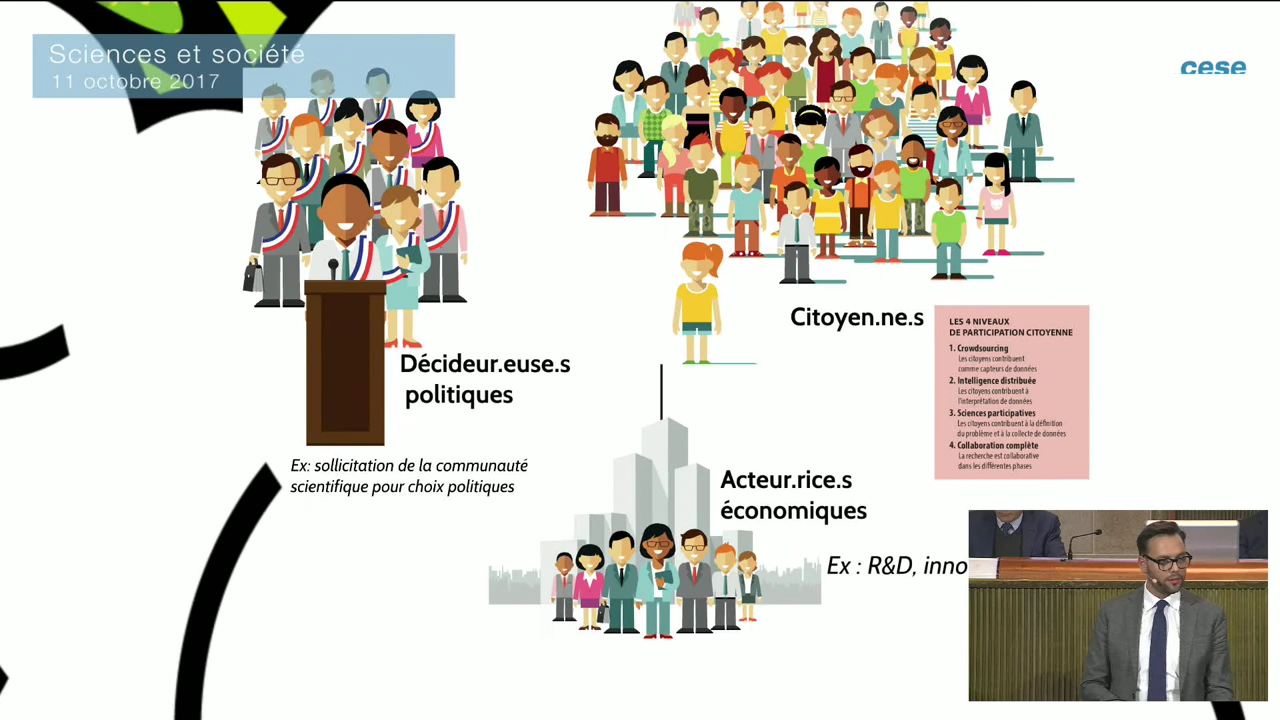 Sciences et société
11 octobre 2017
cese
Décideur.euse.s
politiques
Ex: sollicitation de la communauté
scientifique pour choix politiques
Citoyen.ne.s
LES 4 NIVEAUX
DE PARTICIPATION CITOYENNE
1. Crowdsourcing
Les citoyens contribuent
comme capteurs de données
2. Intelligence distribuée
Les citoyens contribuent à
l'interprétation de données
3. Sciences participatives
Les citoyens contribuent à la définition
du problème et à la collecte de données
4. Collaboration complète
La recherche est collaborative
dans les différentes phases
Acteur.rice.s
économiques
Ex : R&D, inno